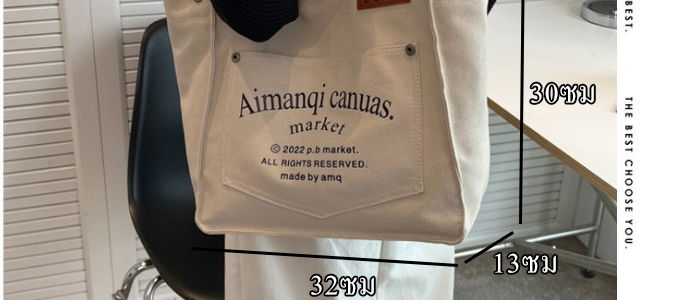 Aimanqi canuas.
market
© 2022 p.b market.
ALL RIGHTS RESERVED.
made by amq
30ซม
13ซม
32ซม
BEST.
THE BEST CHOOSE YOU.